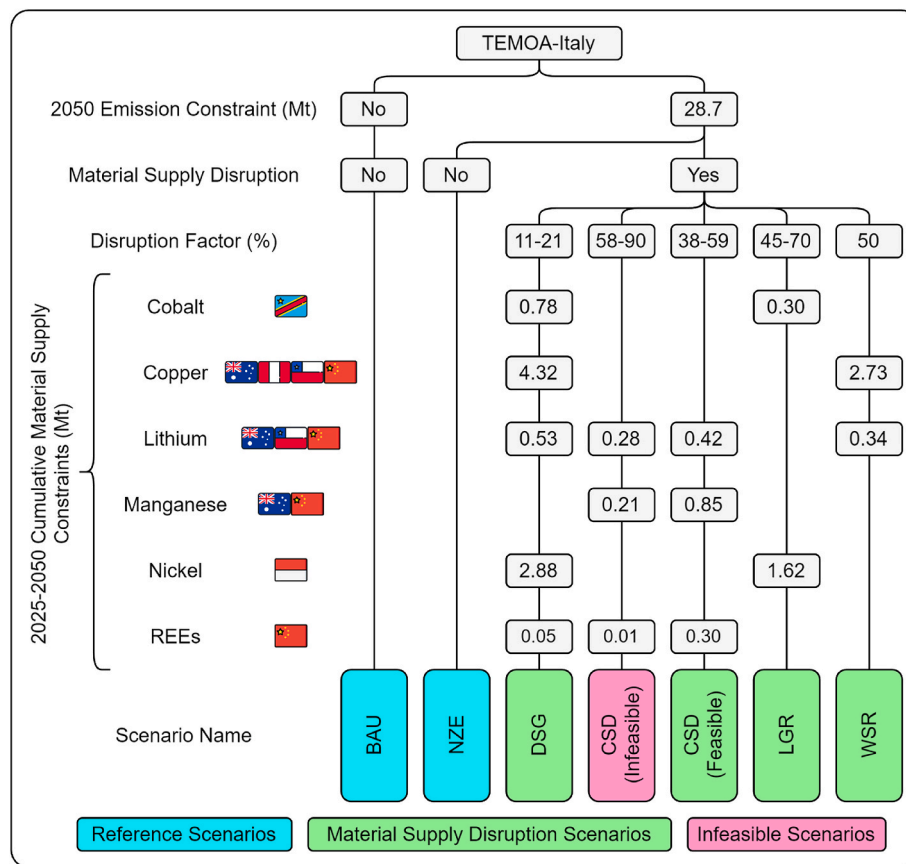 TEMOA-Italy
2050 Emission Constraint (Mt) No 28.7
Material Supply Disruption No No Yes
Disruption Factor (%) 11-21 58-90 38-59 45-70 50
2025-2050 Cumulative Material Supply
Constraints (Mt)
Cobalt 0.78 0.30
Copper 4.32 2.73
Lithium 0.53 0.28 0.42 0.34
Manganese 0.21 0.85
Nickel 2.88 1.62
REEs 0.05 0.01 0.30
Scenario Name
BAU
NZE
DSG
CSD
(Infeasible)
CSD
(Feasible)
LGR
WSR
Reference Scenarios Material Supply Disruption Scenarios Infeasible Scenarios